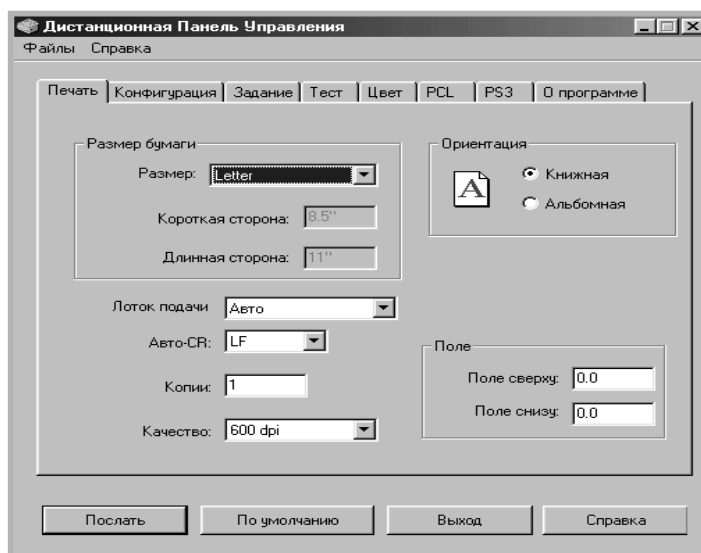 Дистанционная Панель Управления
Файлы Справка
Печать Конфигурация Задание Тест Цвет PCL PS3 О программе
Размер бумаги
Размер: Letter
Короткая сторона: 8.5"
Длинная сторона: 11"
Ориентация
A
Книжная
Альбомная
Лоток подачи Авто
Авто-CR: LF
Копии: 1
Качество: 600 dpi
Поле
Поле сверху: 0.0
Поле снизу: 0.0
Послать По умолчанию Выход Справка